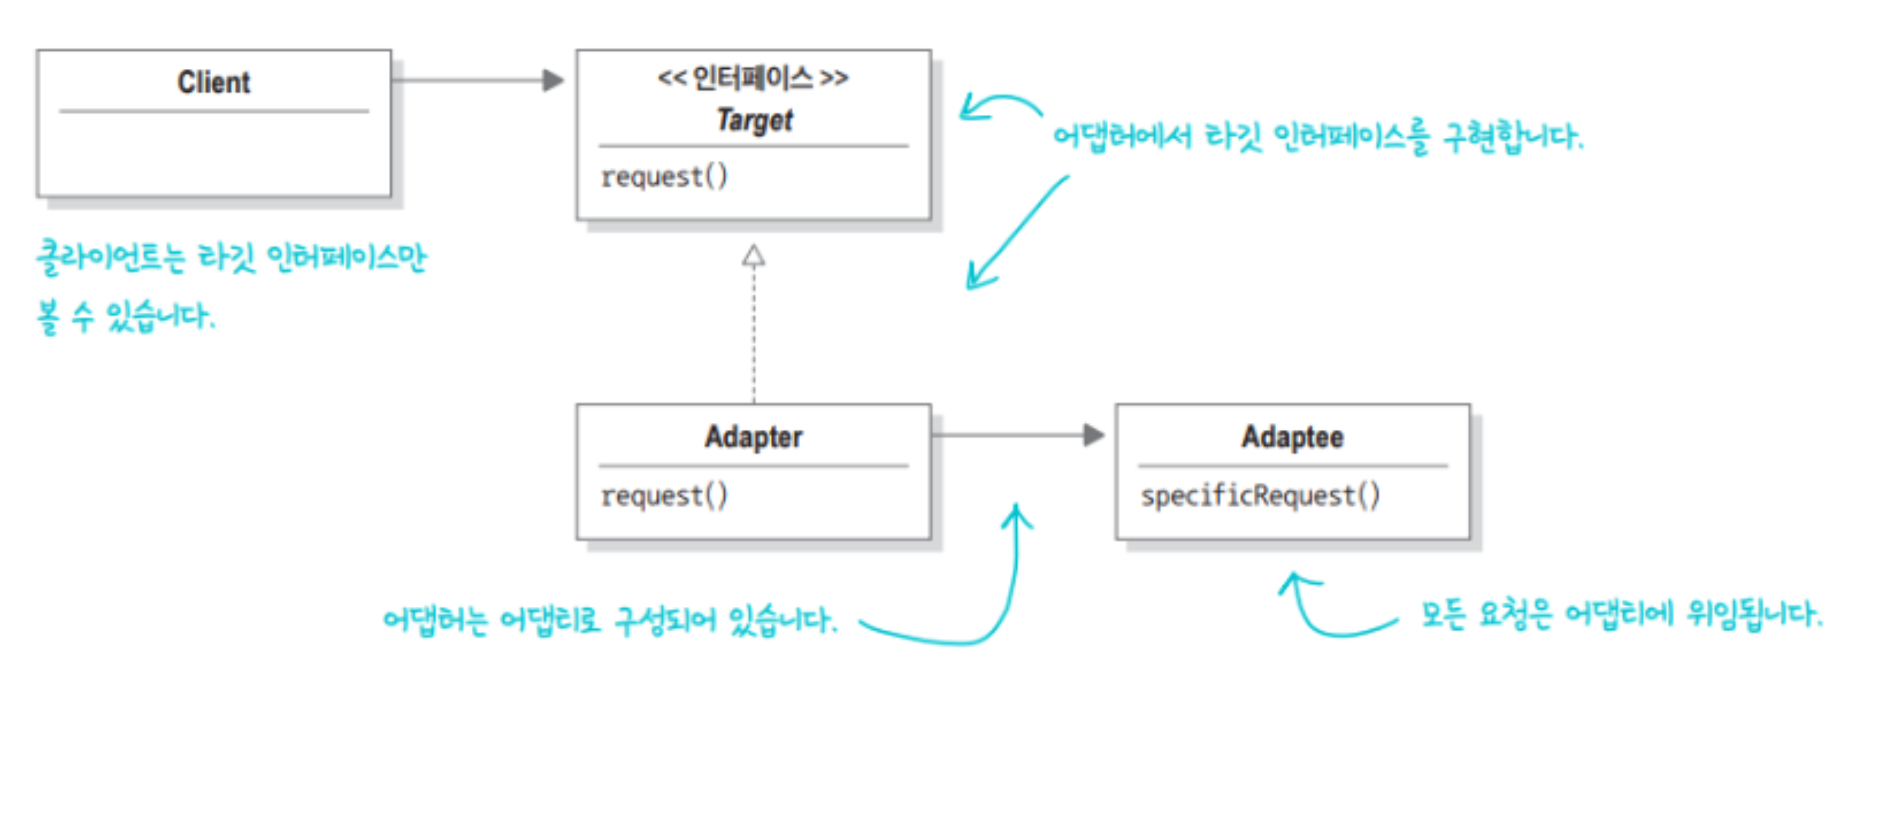 Client
<< 인터페이스 >>
Target
request()
어댑터에서 타깃 인터페이스를 구현합니다.
클라이언트는 타깃 인터페이스만
볼 수 있습니다.
Adapter
request()
Adaptee
specificRequest()
어댑터는 어댑티로 구성되어 있습니다.
모든 요청은 어댑티에 위임됩니다.